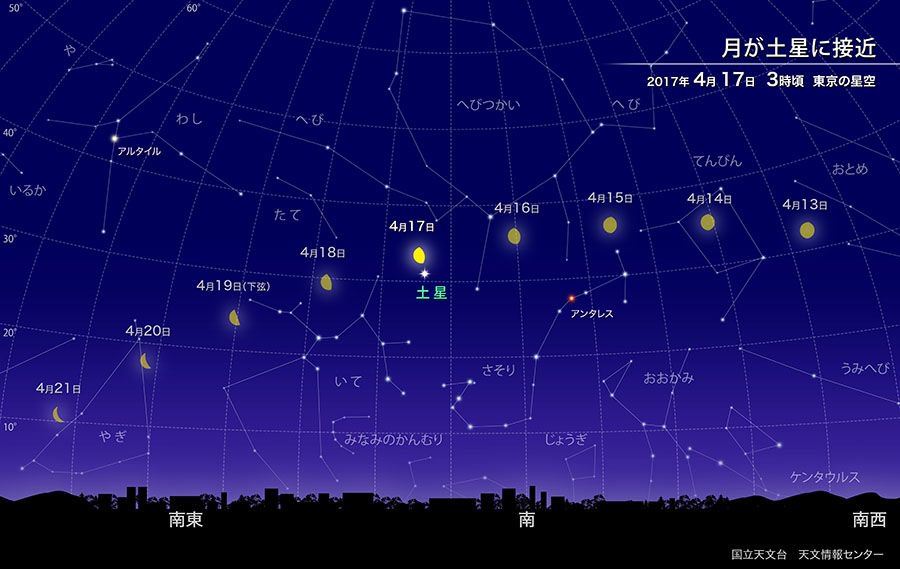 50°
60°
月が土星に接近
2017年 4月 17日 3時頃 東京の星空
や
わし
へび
へびつかい
へび
40°
アルタイル
てんびん
おとめ
いるか
たて
4月17日
4月16日
4月15日
4月14日
4月13日
30°
4月18日
4月19日(下弦)
土星
アンタレス
20°
4月20日
4月21日
いて
さそり
おおかみ
うみへび
10°
やぎ
みなみのかんむり
じょうぎ
ケンタウルス
南東
南
南西
国立天文台 天文情報センター